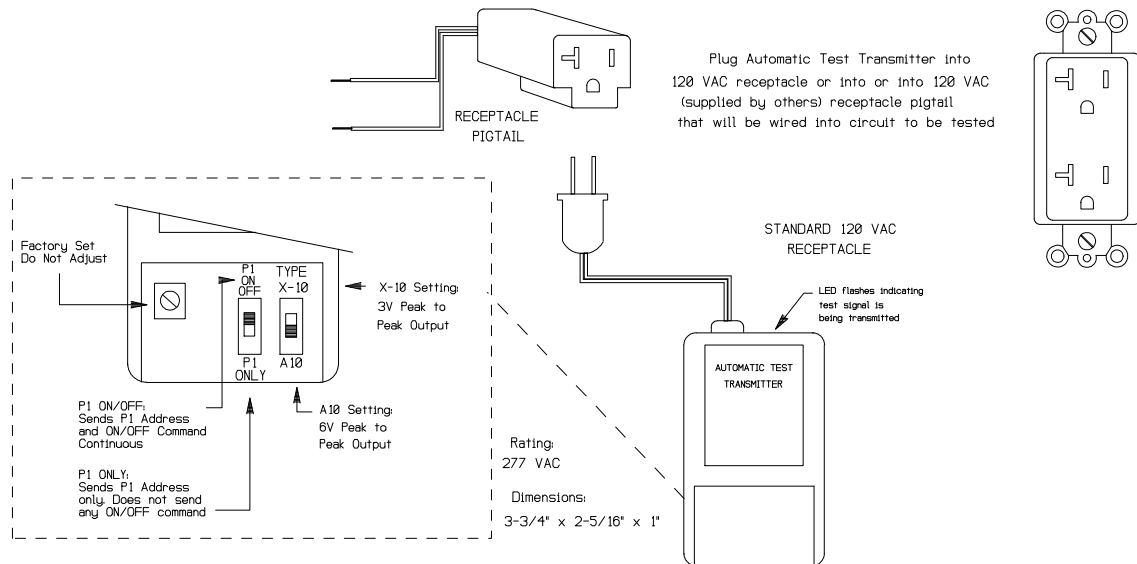 Plug Automatic Test Transmitter into
120 VAC receptacle or into or into 120 VAC
(supplied by others) receptacle pigtail
that will be wired into circuit to be tested
RECEPTACLE
PIGTAIL
STANDARD 120 VAC
RECEPTACLE
Factory Set
Do Not Adjust
P1
ON
OFF
TYPE
X-10
P1
ONLY
A10
X-10 Setting:
3V Peak to
Peak Output
LED flashes indicating
test signal is
being transmitted
AUTOMATIC TEST
TRANSMITTER
P1 ON/OFF:
Sends P1 Address
and ON/OFF Command
Continuous
A10 Setting:
6V Peak to
Peak Output
P1 ONLY:
Sends P1 Address
only. Does not send
any ON/OFF command
Rating:
277 VAC
Dimensions:
3-3/4" x 2-5/16" x 1"